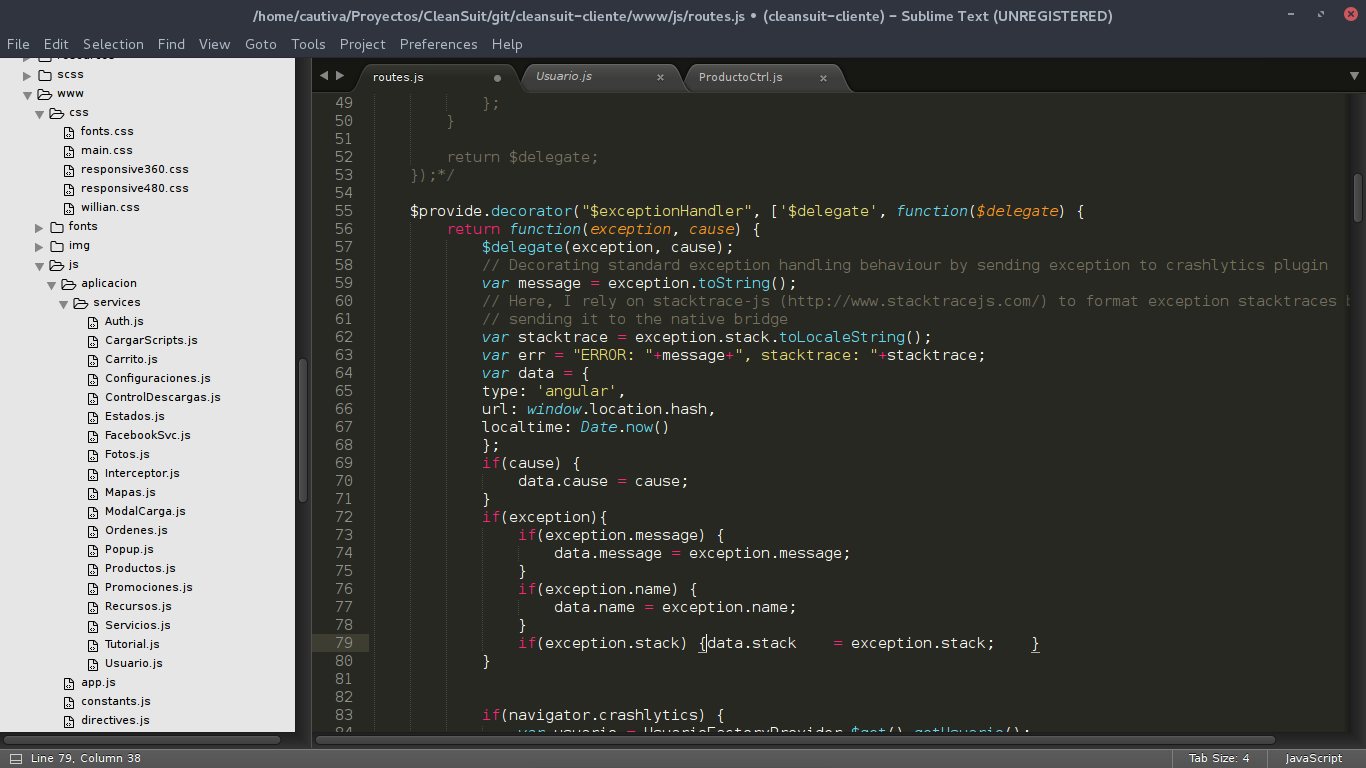 /home/cautiva/Proyectos/CleanSuit/git/cleansuit-cliente/www/js/routes.js • (cleansuit-cliente) – Sublime Text (UNREGISTERED)
File Edit Selection Find View Goto Tools Project Preferences Help
resources
scss
www
css
fonts.css
main.css
responsive360.css
responsive480.css
willian.css
fonts
img
js
aplicacion
services
Auth.js
CargarScripts.js
Carrito.js
Configuraciones.js
ControlDescargas.js
Estados.js
FacebookSvc.js
Fotos.js
Interceptor.js
Mapas.js
ModalCarga.js
Ordenes.js
Popup.js
Productos.js
Promociones.js
Recursos.js
Servicios.js
Tutorial.js
Usuario.js
app.js
constants.js
directives.js
routes.js Usuario.js ProductoCtrl.js
49 };
50 }
51
52 return $delegate;
53 });*/
54
55 $provide.decorator("$exceptionHandler", ['$delegate', function($delegate) {
56 return function(exception, cause) {
57 $delegate(exception, cause);
58 // Decorating standard exception handling behaviour by sending exception to crashlytics plugin
59 var message = exception.toString();
60 // Here, I rely on stacktrace-js (http://www.stacktracejs.com/) to format exception stacktraces
61 // sending it to the native bridge
62 var stacktrace = exception.stack.toLocaleString();
63 var err = "ERROR: "+message+", stacktrace: "+stacktrace;
64 var data = {
65 type: 'angular',
66 url: window.location.hash,
67 localtime: Date.now()
68 };
69 if(cause) {
70 data.cause = cause;
71 }
72 if(exception){
73 if(exception.message) {
74 data.message = exception.message;
75 }
76 if(exception.name) {
77 data.name = exception.name;
78 }
79 if(exception.stack) {data.stack = exception.stack; }
80 }
81
82
83 if(navigator.crashlytics) {
84 var usuario = UsuarioFactoryProvider.$get().getUsuario();
Line 79, Column 38 Tab Size: 4 JavaScript